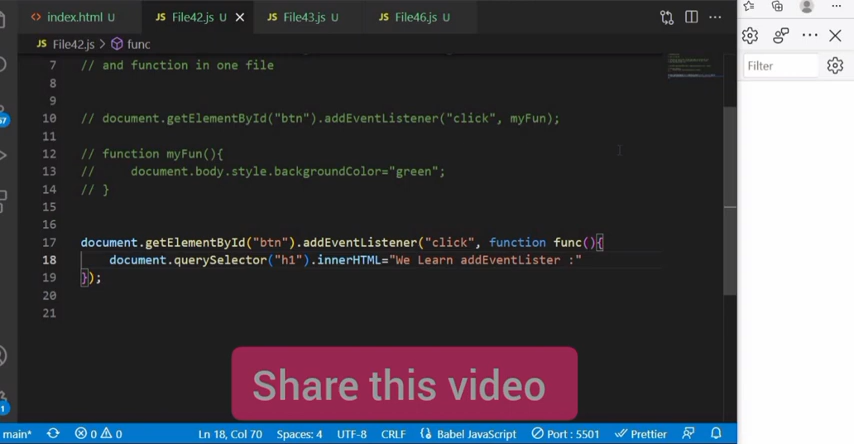 index.html U
JS File42.js U
JS File43.js U
JS File46.js U
JS File42.js > func
Filter
7 // and function in one file
8
9
10 // document.getElementById("btn").addEventListener("click", myFun);
11
12 // function myFun(){
13 //     document.body.style.backgroundColor="green";
14 // }
15
16
17 document.getElementById("btn").addEventListener("click", function func(){
18     document.querySelector("h1").innerHTML="We Learn addEventLister :"
19 });
20
21
Share this video
main* 0 0 Ln 18, Col 70 Spaces: 4 UTF-8 CRLF Babel JavaScript Port : 5501 Prettier